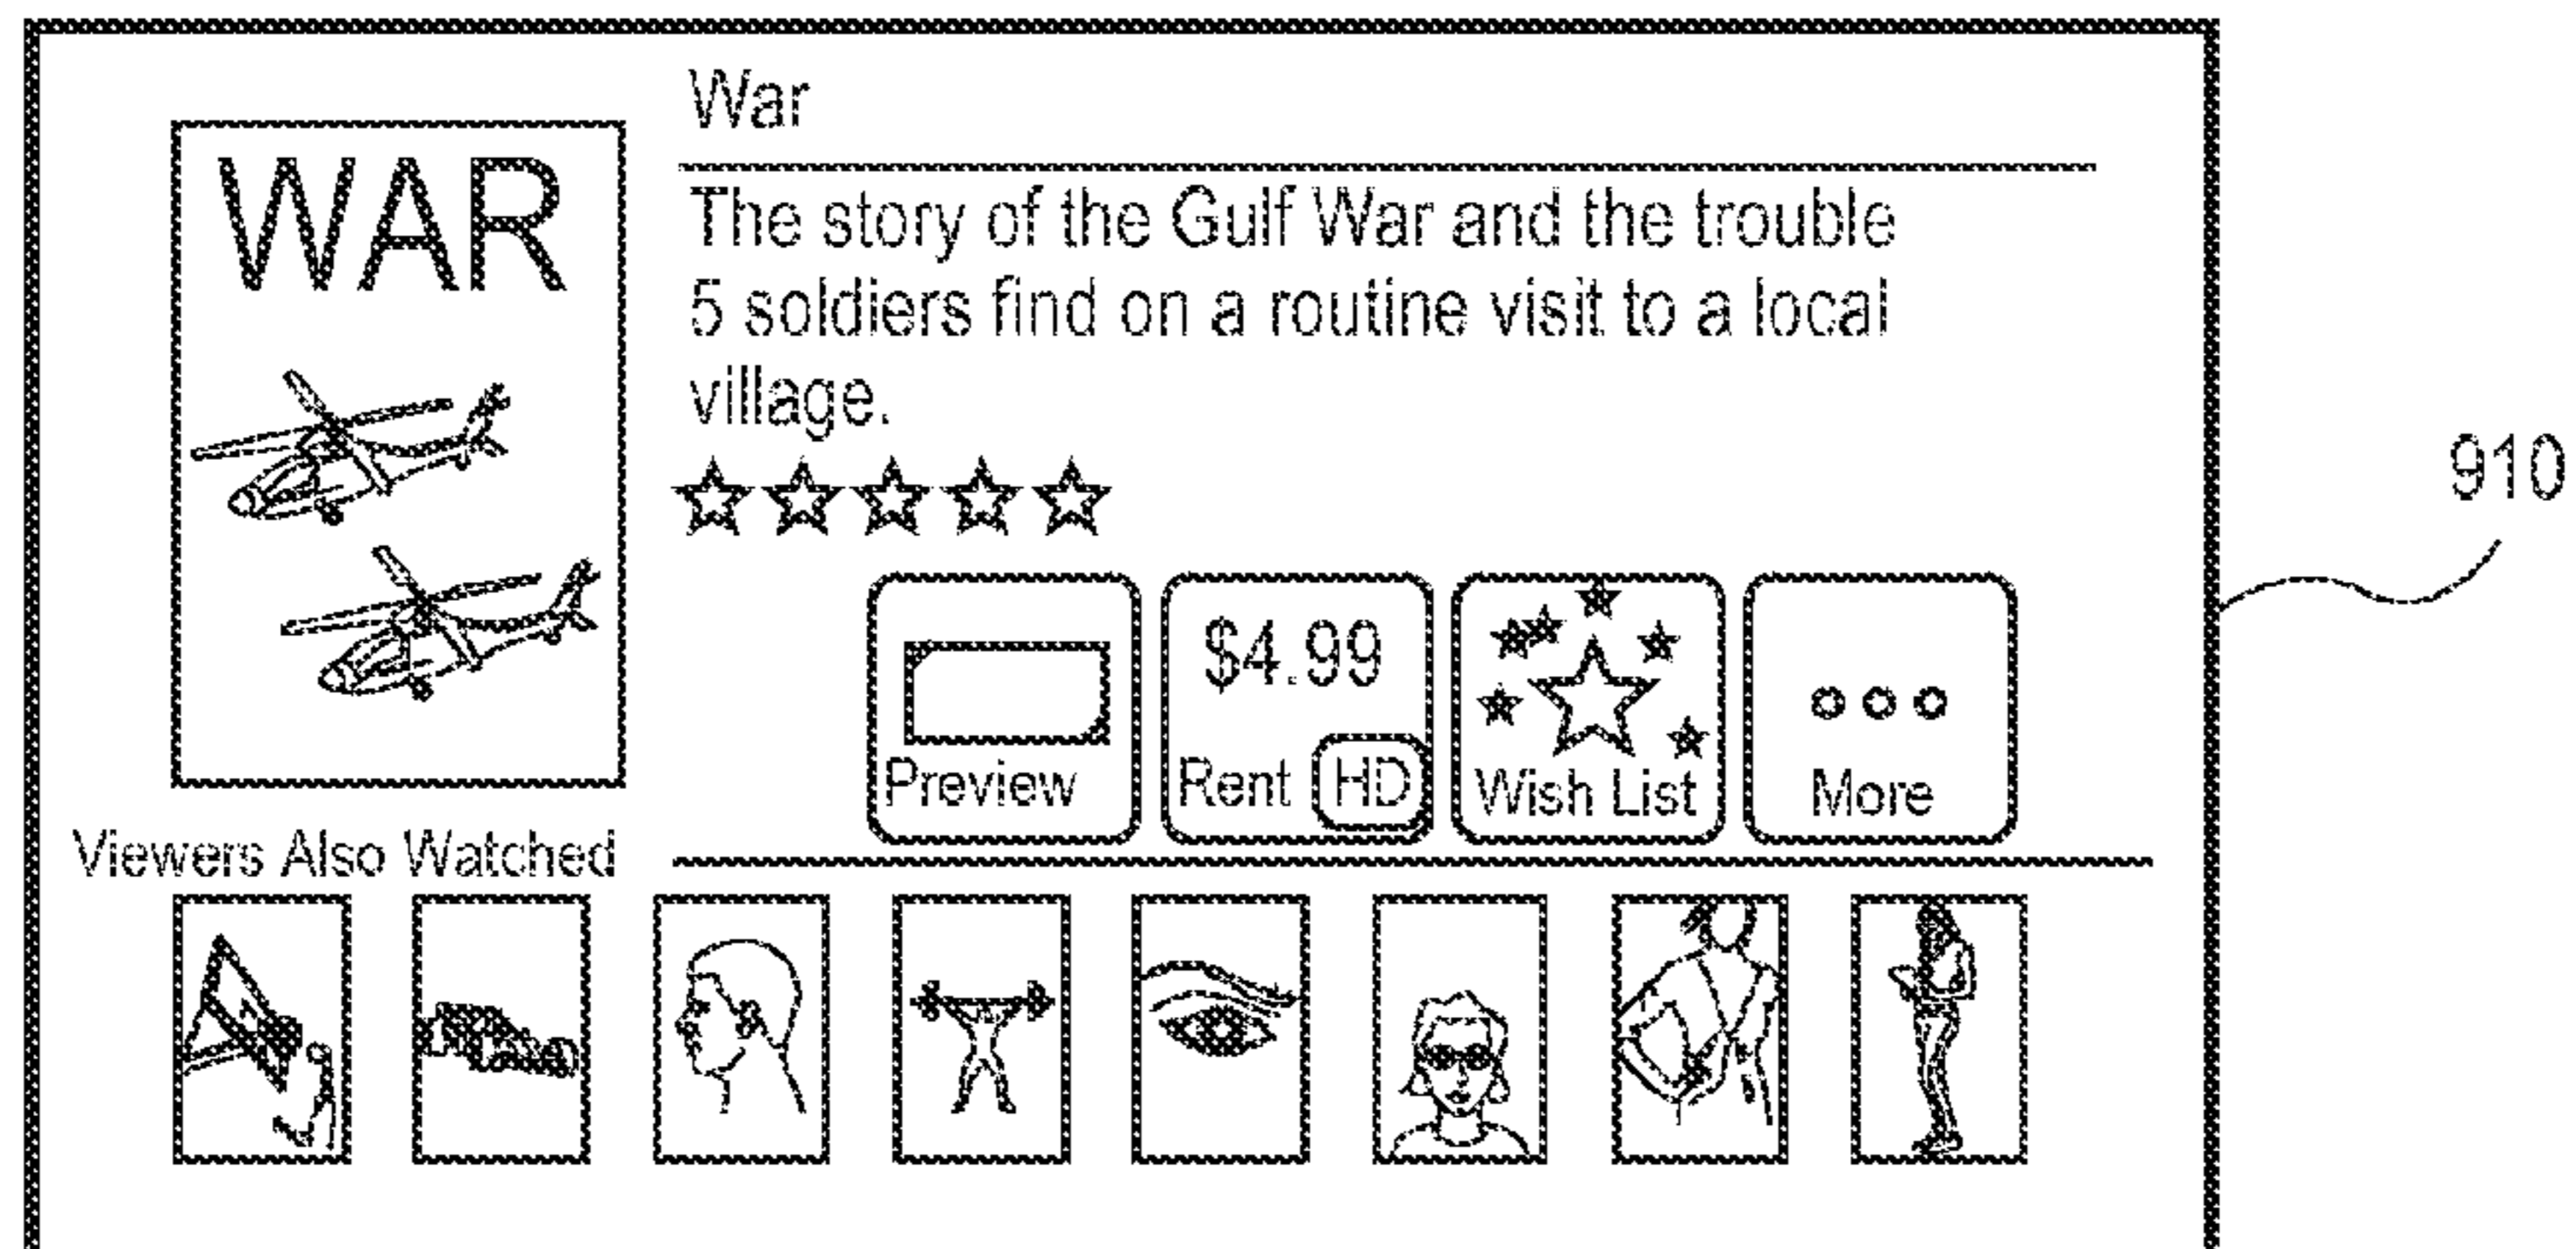 War
WAR
The story of the Gulf War and the trouble
5 soldiers find on a routine visit to a local
village.
910
$4.99
Preview
Rent HD
Wish List
More
Viewers Also Watched